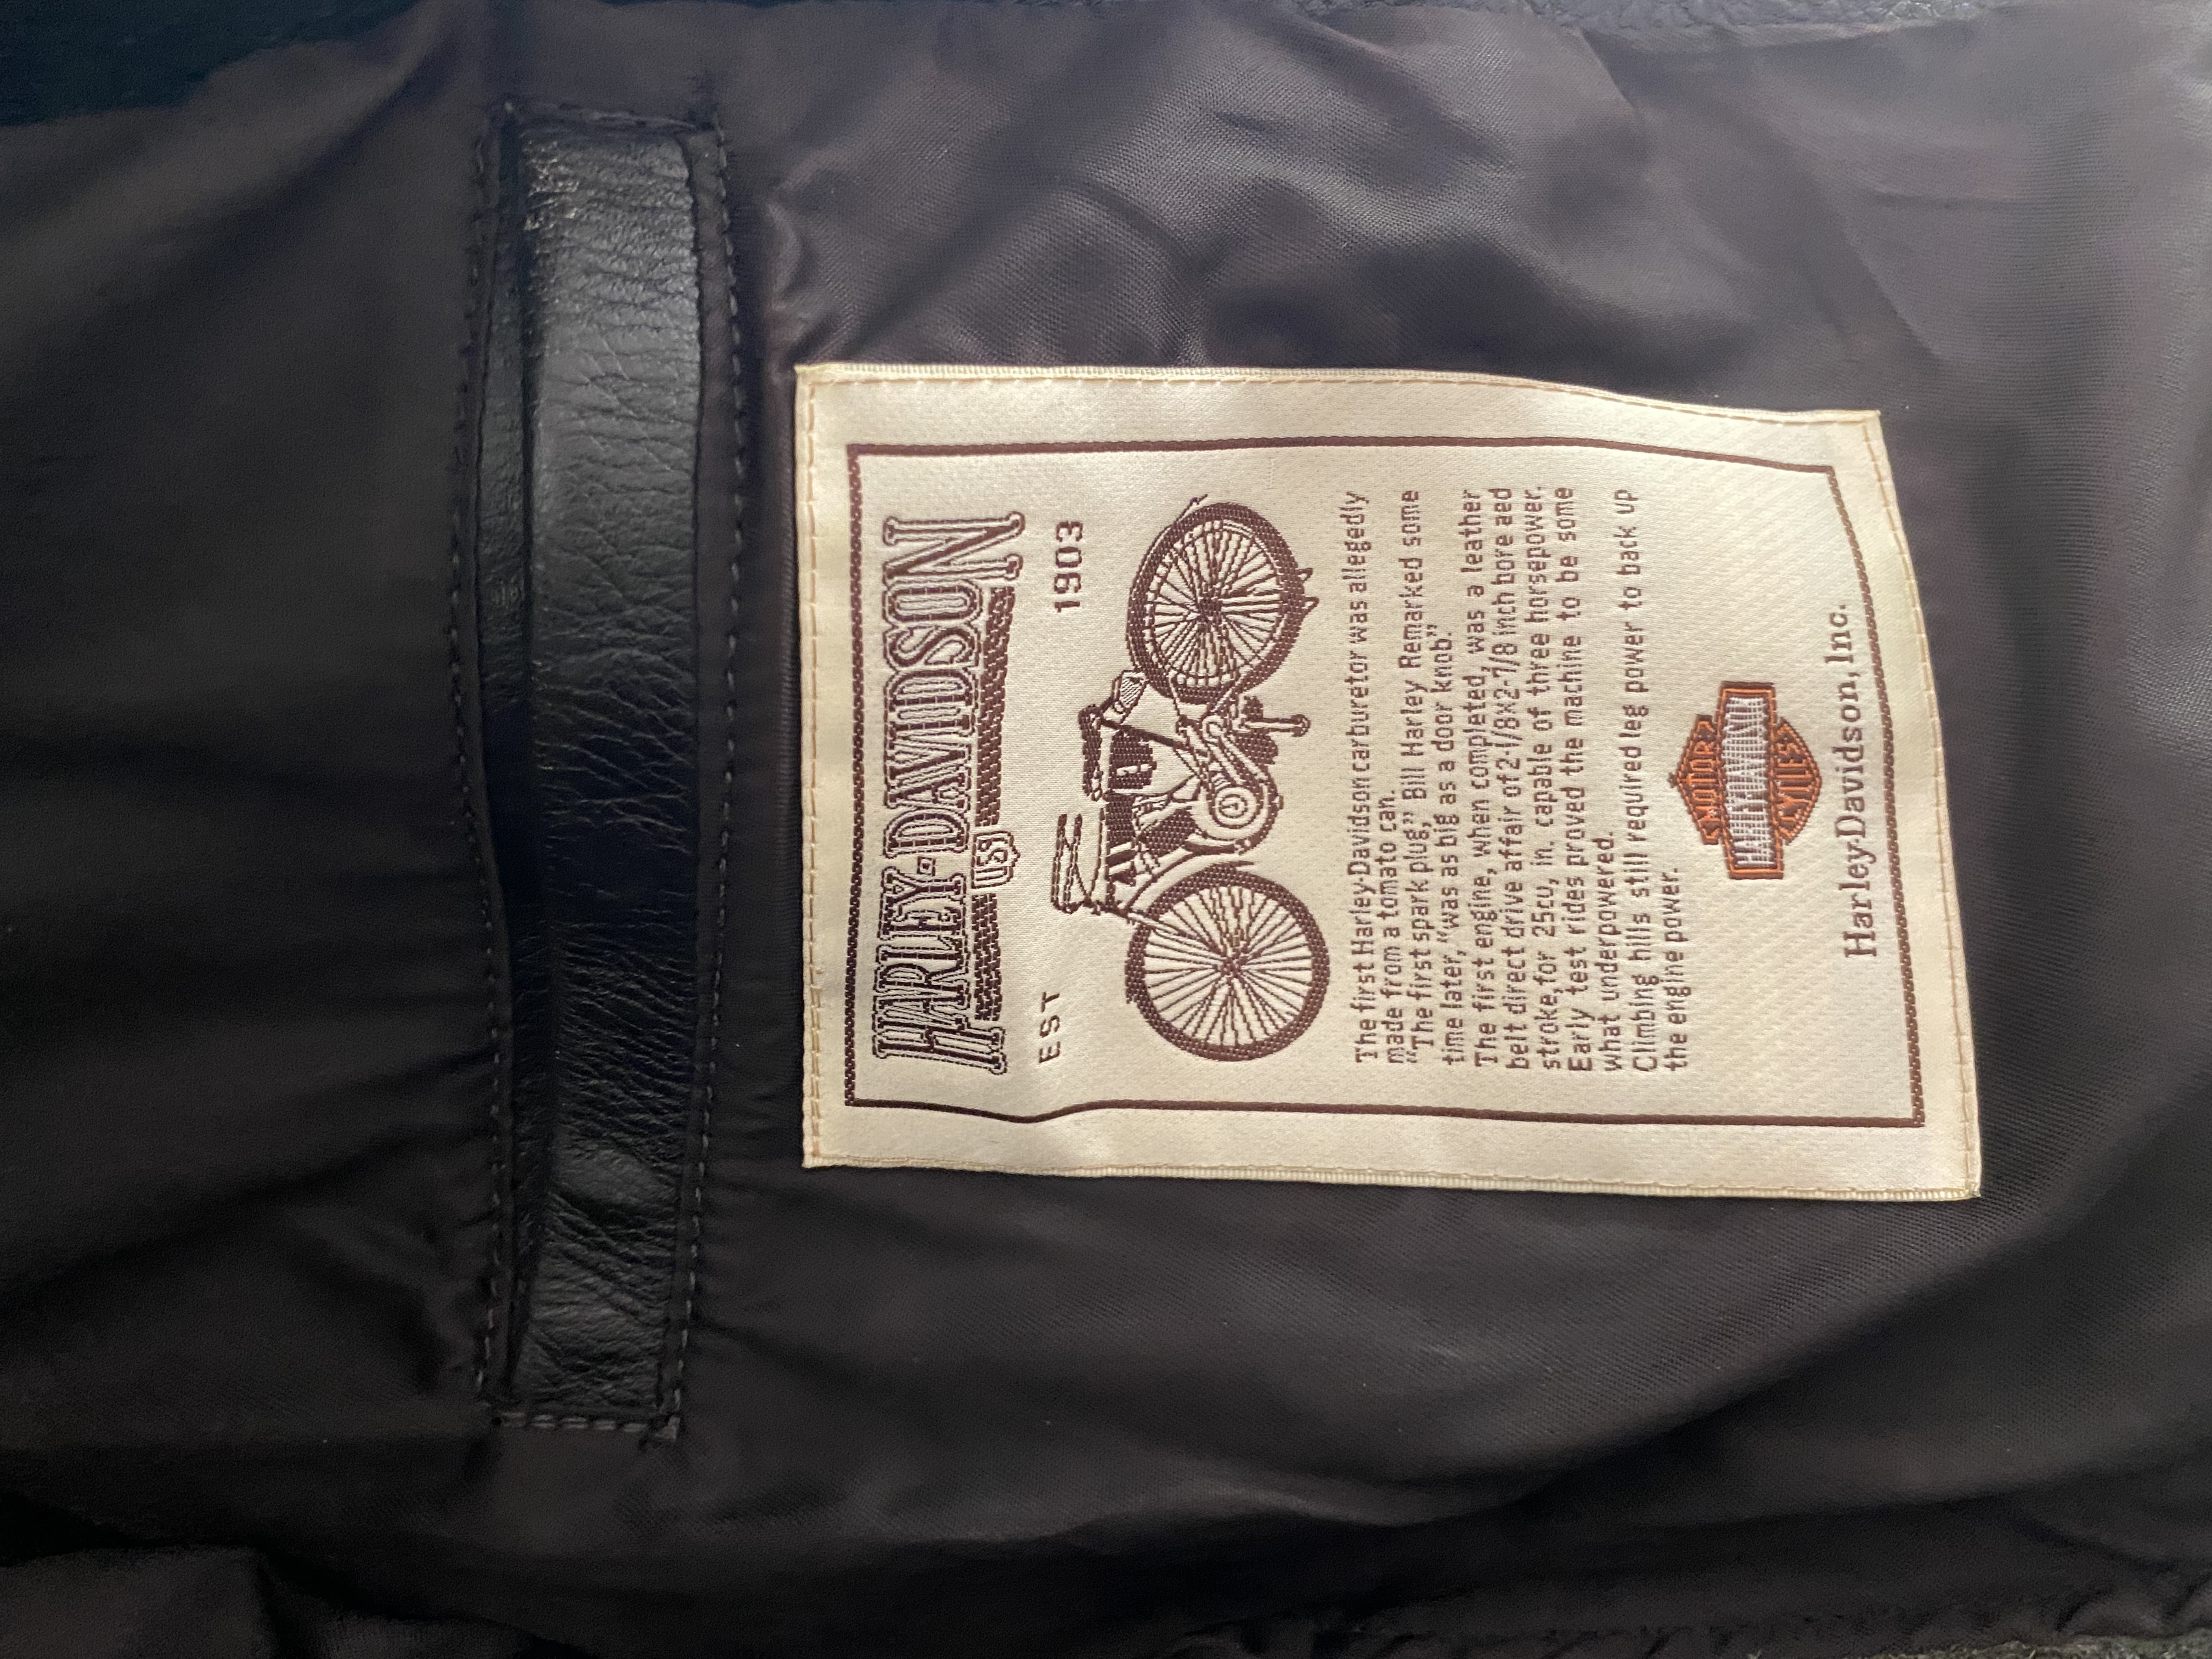 HARLEY-DAVIDSON
USA
EST 1903
The first Harley-Davidson carburetor was allegedly
made from a tomato can.
“The first spark plug,” Bill Harley Remarked some
time later, “was as big as a door knob.”
The first engine, when completed, was a leather
belt direct drive affair of 2-1/8X2-7/8 inch bore aed
stroke,for 25cu, in. capable of three horsepower.
Early test rides proved the machine to be some
what underpowered.
Climbing hills still required leg power to back up
the engine power.
MOTOR
HARLEY-DAVIDSON
CYCLES
Harley-Davidson, Inc.